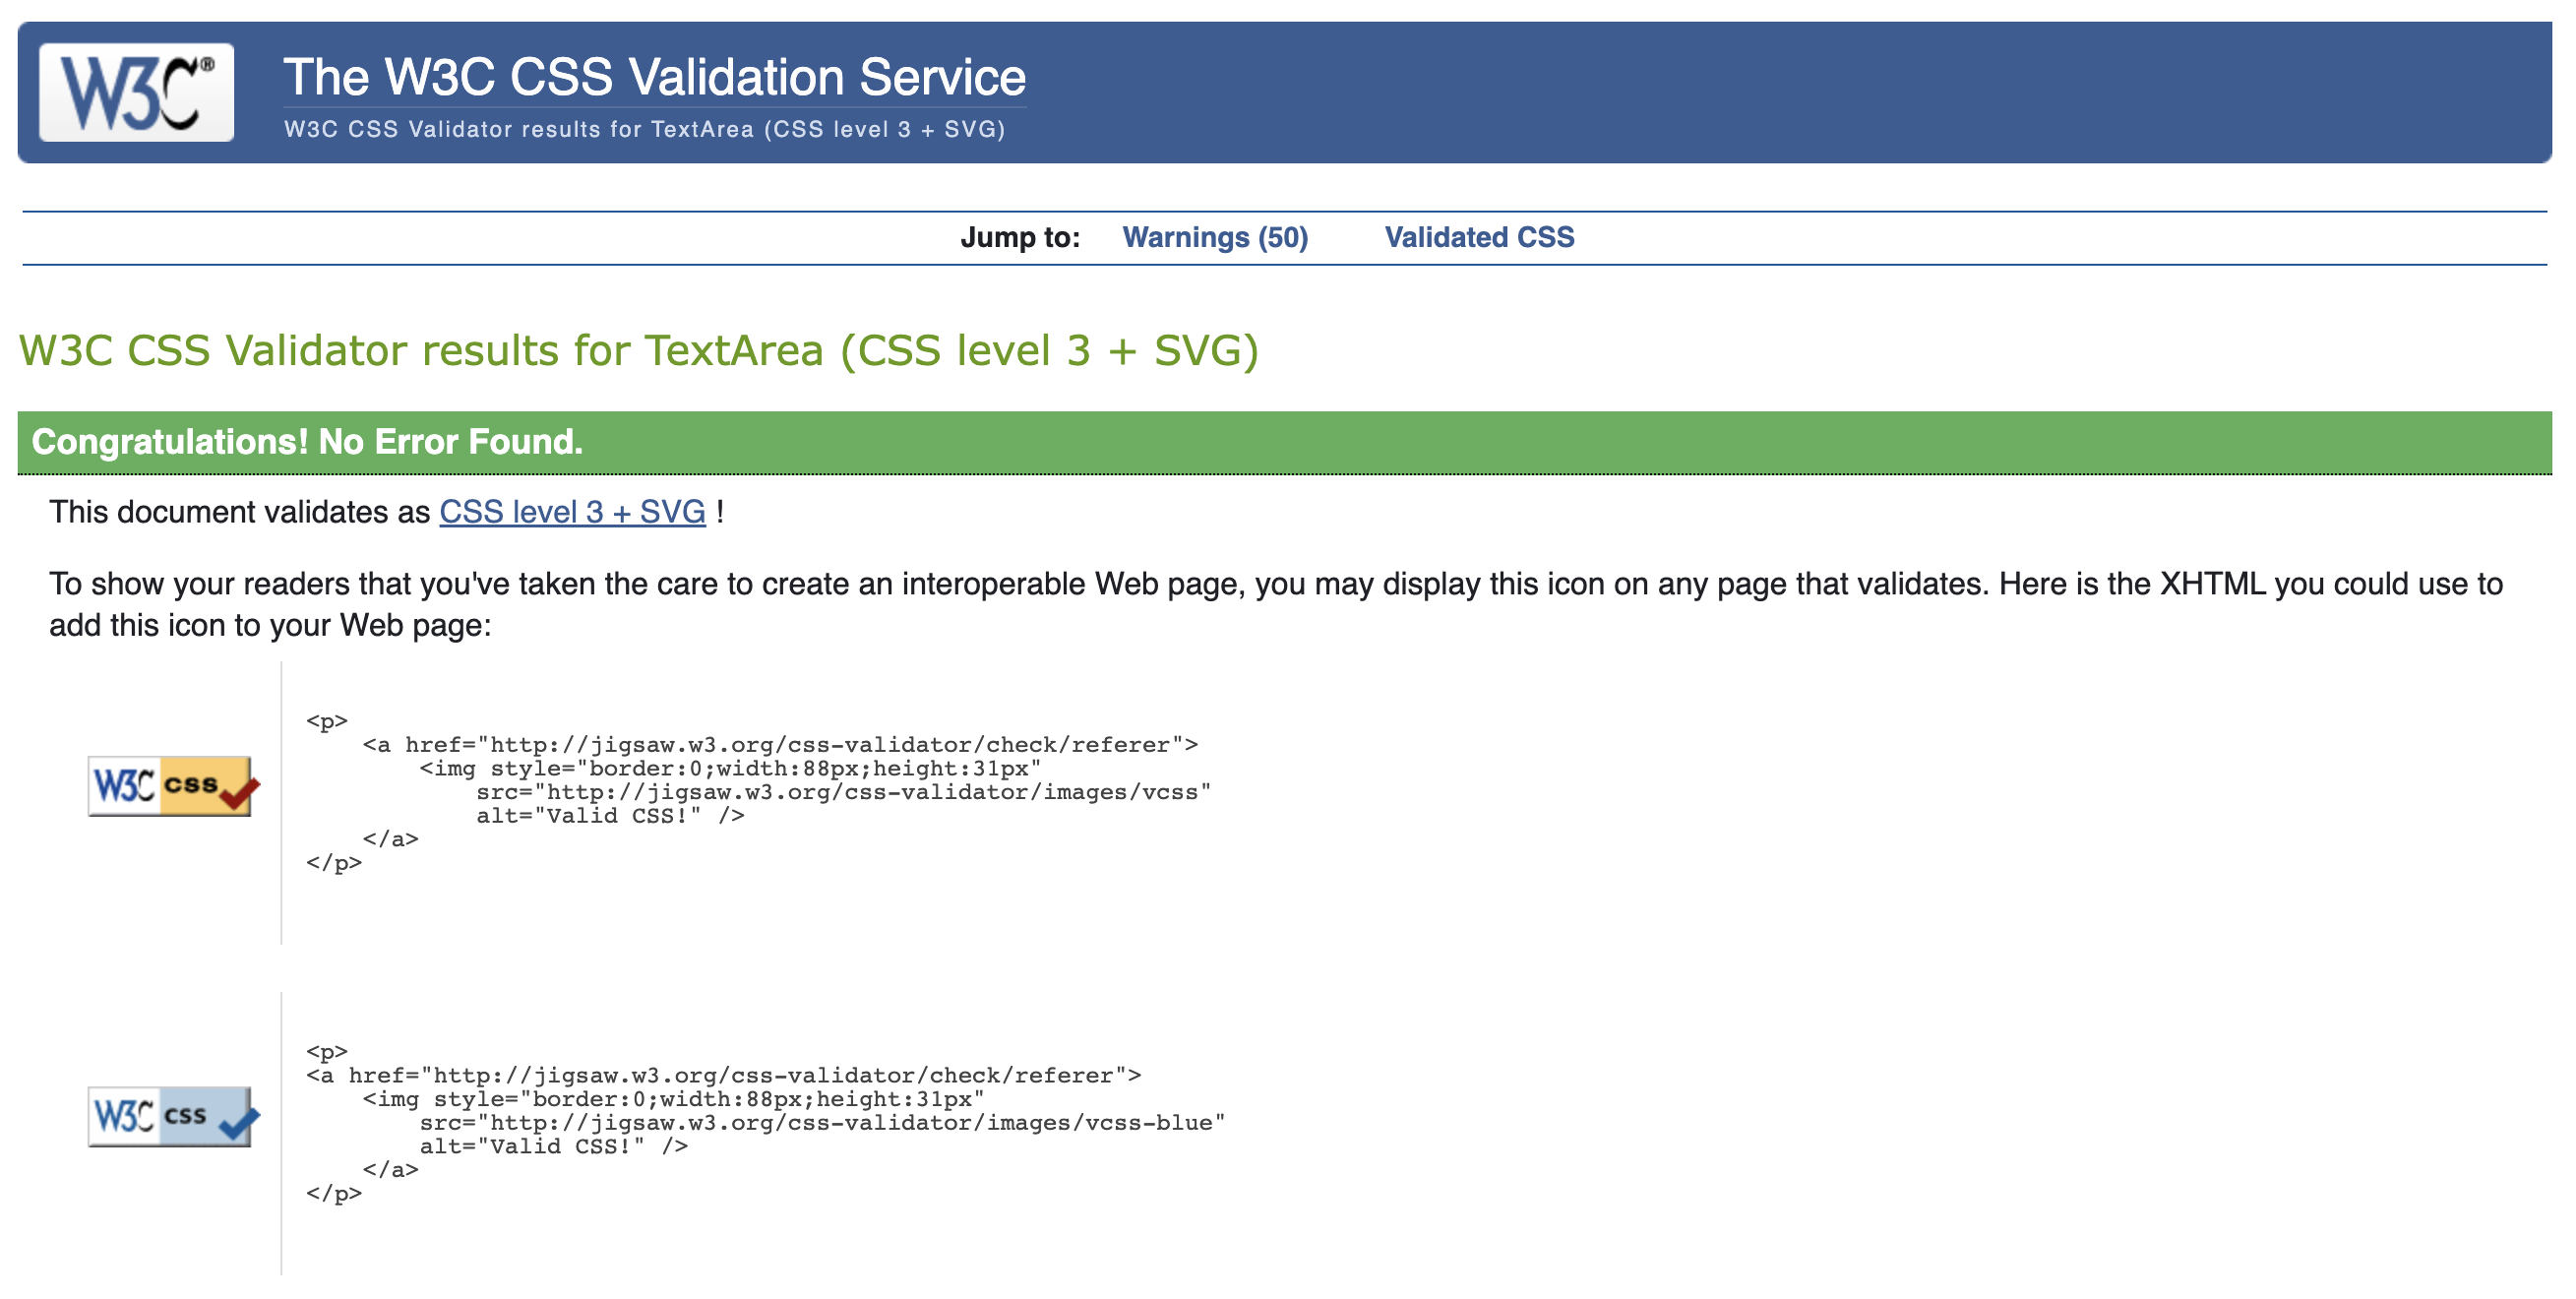 W3C®
The W3C CSS Validation Service
W3C CSS Validator results for TextArea (CSS level 3 + SVG)
Jump to: Warnings (50) Validated CSS
W3C CSS Validator results for TextArea (CSS level 3 + SVG)
Congratulations! No Error Found.
This document validates as CSS level 3 + SVG !
To show your readers that you've taken the care to create an interoperable Web page, you may display this icon on any page that validates. Here is the XHTML you could use to
add this icon to your Web page:
W3C css
<p>
    <a href="http://jigsaw.w3.org/css-validator/check/referer">
        <img style="border:0;width:88px;height:31px"
            src="http://jigsaw.w3.org/css-validator/images/vcss"
            alt="Valid CSS!" />
    </a>
</p>
W3C css
<p>
<a href="http://jigsaw.w3.org/css-validator/check/referer">
    <img style="border:0;width:88px;height:31px"
        src="http://jigsaw.w3.org/css-validator/images/vcss-blue"
        alt="Valid CSS!" />
    </a>
</p>